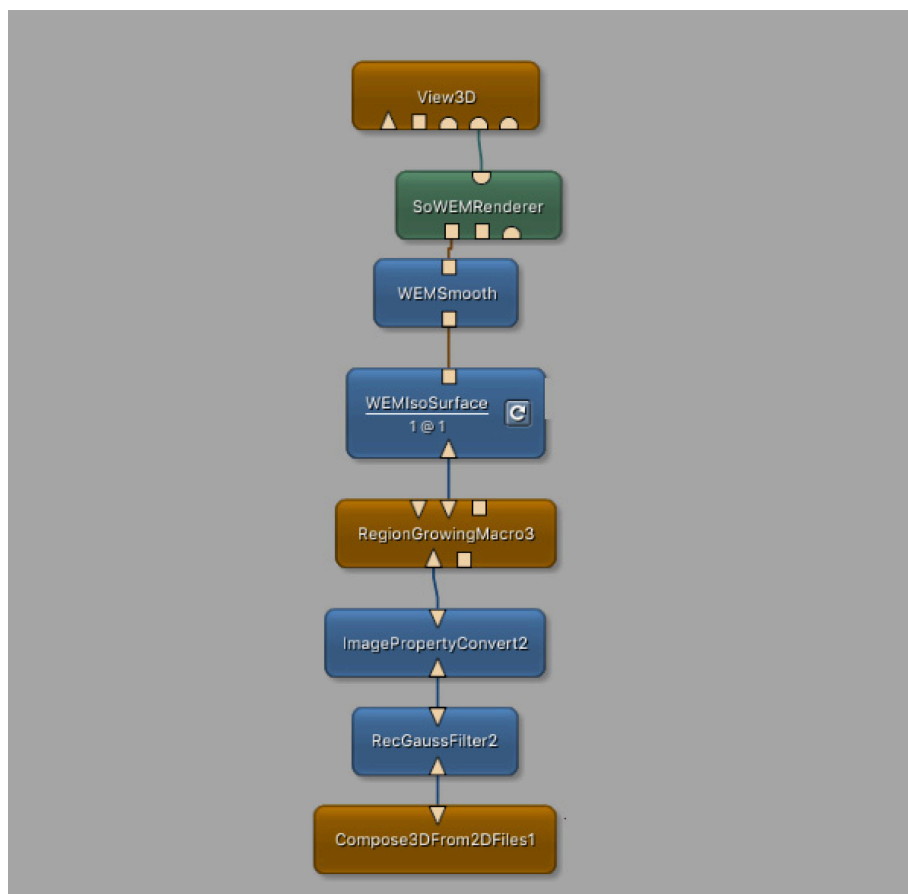 View3D
SoWEMRenderer
WEMSmooth
WEMIsoSurface
1 @ 1
RegionGrowingMacro3
ImagePropertyConvert2
RecGaussFilter2
Compose3DFrom2DFiles1